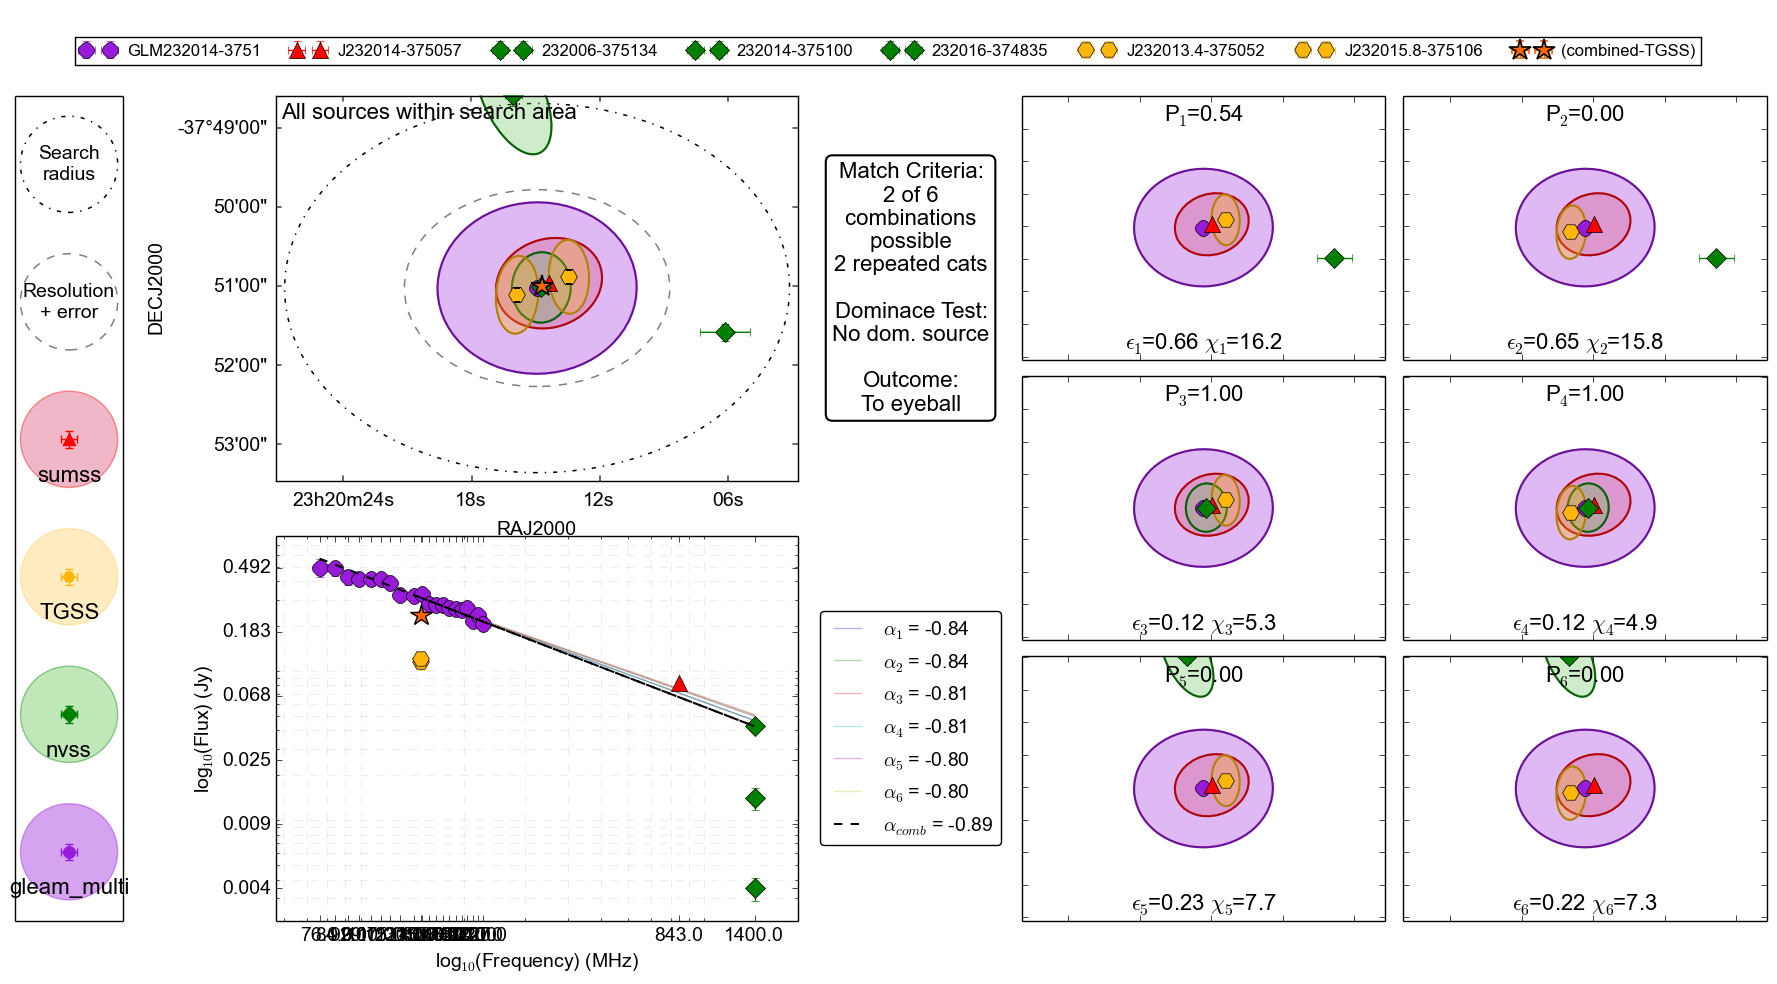 GLM232014-3751 J232014-375057 232006-375134 232014-375100 232016-374835 J232013.4-375052 J232015.8-375106 (combined-TGSS)
Search
radius
Resolution
+ error
sumss
TGSS
nvss
gleam_multi
All sources within search area
DECJ2000
-37°49'00"
50'00"
51'00"
52'00"
53'00"
23h20m24s 18s 12s 06s
RAJ2000
Match Criteria:
2 of 6
combinations
possible
2 repeated cats
Dominace Test:
No dom. source
Outcome:
To eyeball
log10(Flux) (Jy)
0.492
0.183
0.068
0.025
0.009
0.004
843.0 1400.0
log10(Frequency) (MHz)
α1 = -0.84
α2 = -0.84
α3 = -0.81
α4 = -0.81
α5 = -0.80
α6 = -0.80
αcomb = -0.89
P1=0.54
ϵ1=0.66 χ1=16.2
P2=0.00
ϵ2=0.65 χ2=15.8
P3=1.00
ϵ3=0.12 χ3=5.3
P4=1.00
ϵ4=0.12 χ4=4.9
P5=0.00
ϵ5=0.23 χ5=7.7
P6=0.00
ϵ6=0.22 χ6=7.3